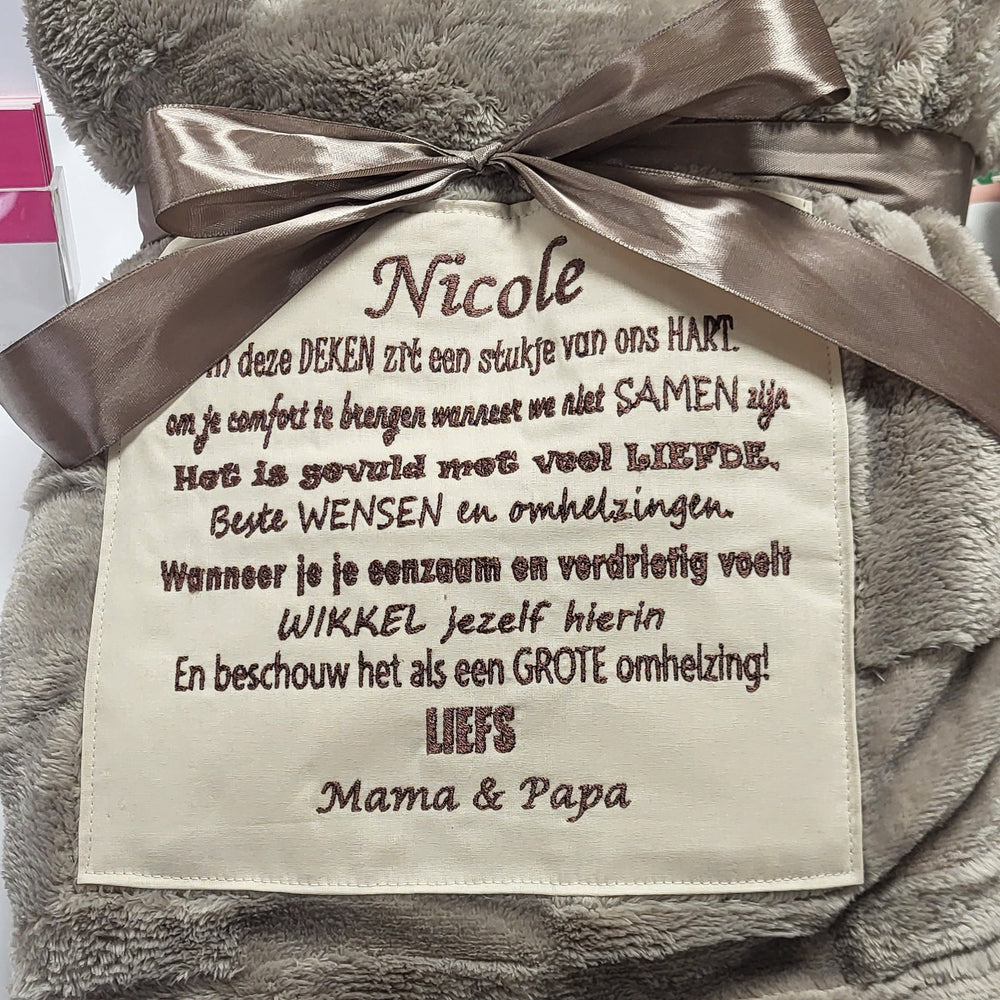 Nicole
In deze DEKEN zit een stukje van ons HART.
om je comfort te brengen wanneer we niet SAMEN zijn
Het is gevuld met veel LIEFDE,
Beste WENSEN en omhelzingen.
Wanneer je je eenzaam en verdrietig voelt
WIKKEL jezelf hierin
En beschouw het als een GROTE omhelzing!
LIEFS
Mama & Papa